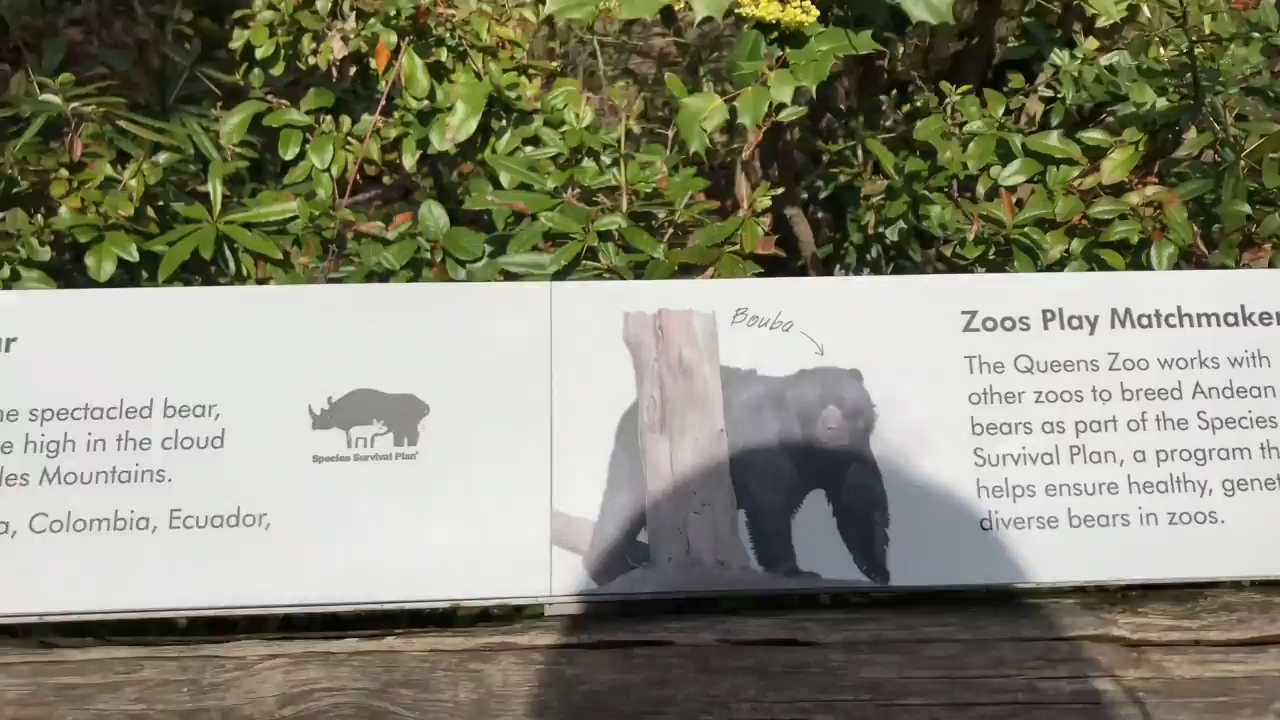 he spectacled bear,
high in the cloud
Mountains.
Colombia, Ecuador,
Species Survival Plan
Bouba
Zoos Play Matchmaker
The Queens Zoo works with
other zoos to breed Andean
bears as part of the Species
Survival Plan, a program th
helps ensure healthy, genet
diverse bears in zoos.